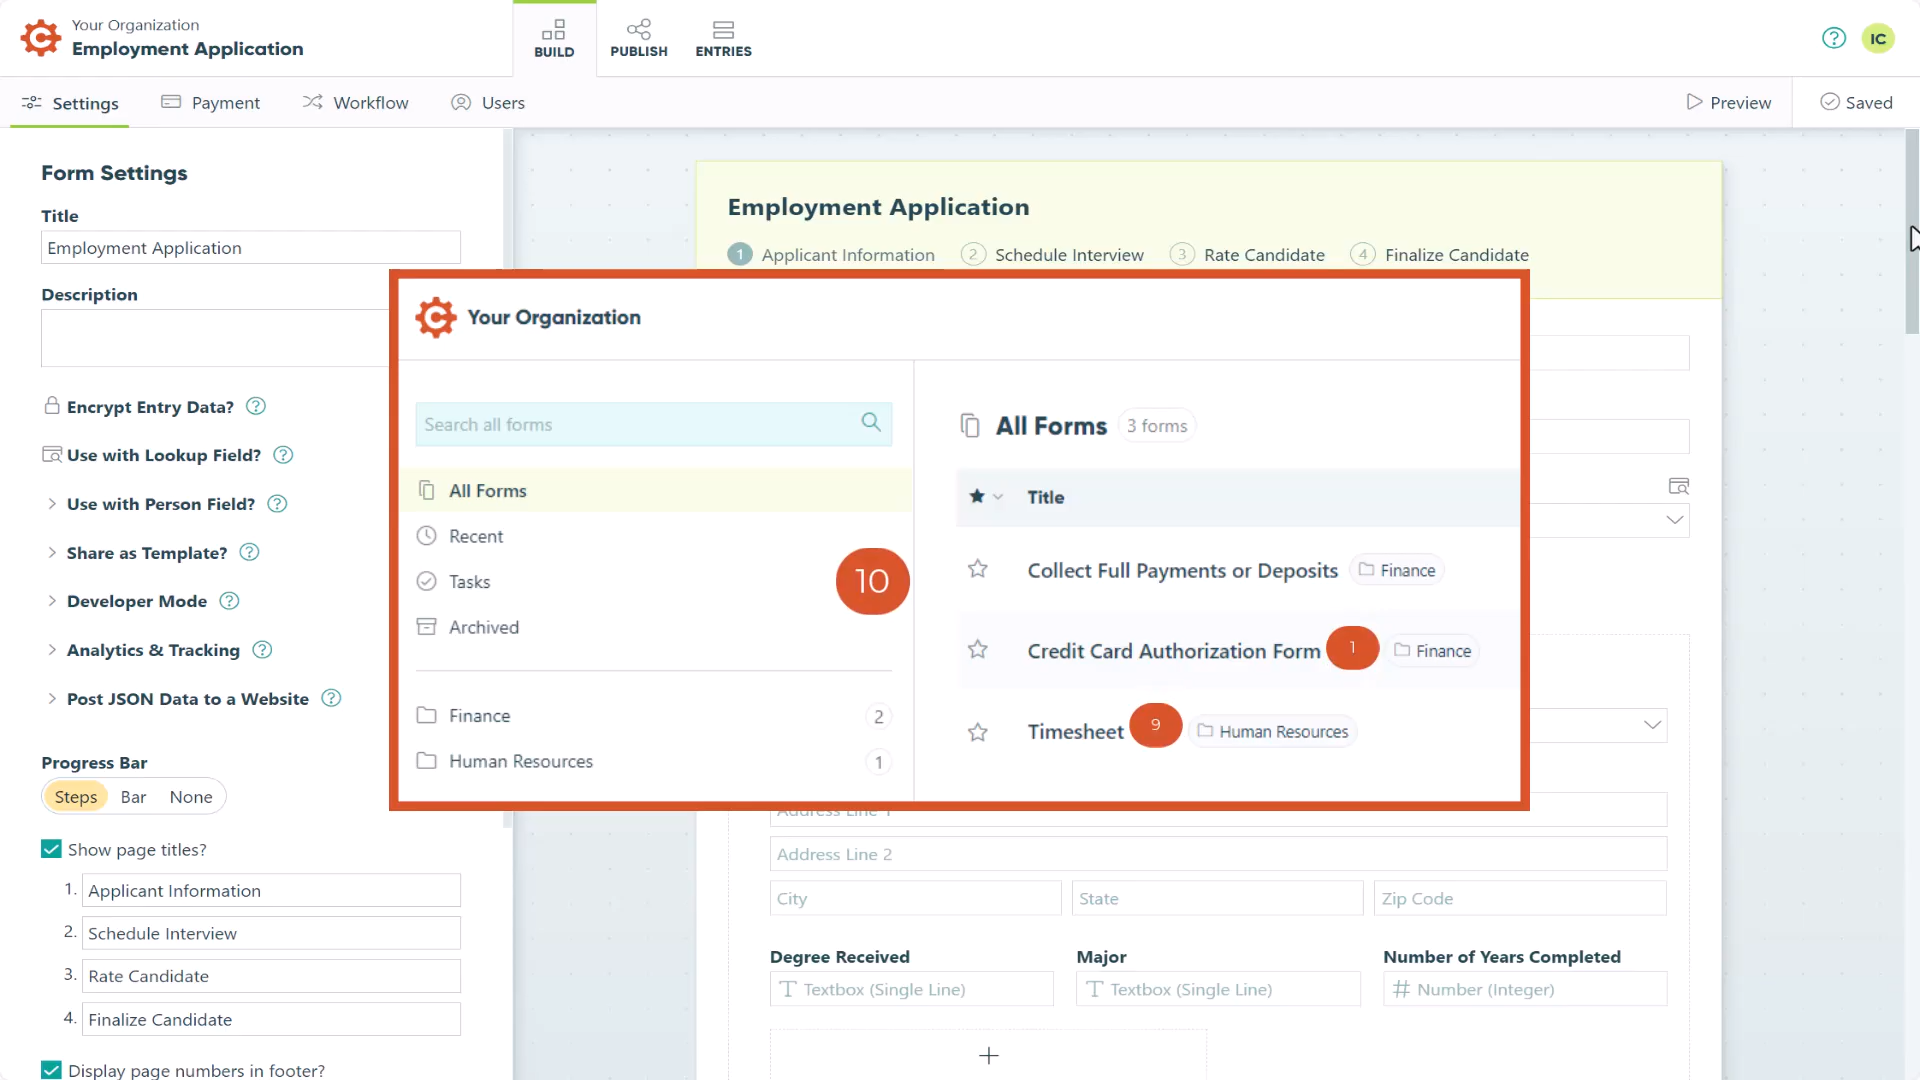 Your Organization
Employment Application
BUILD
PUBLISH
ENTRIES
? IC
Settings
Payment
Workflow
Users
Preview
Saved
Form Settings
Title
Employment Application
Description
Encrypt Entry Data? ?
Use with Lookup Field? ?
Use with Person Field? ?
Share as Template? ?
Developer Mode ?
Analytics & Tracking ?
Post JSON Data to a Website ?
Progress Bar
Steps Bar None
Show page titles?
1. Applicant Information
2. Schedule Interview
3. Rate Candidate
4. Finalize Candidate
Display page numbers in footer?
Employment Application
1 Applicant Information 2 Schedule Interview 3 Rate Candidate 4 Finalize Candidate
Your Organization
Search all forms
All Forms
Recent
Tasks 10
Archived
Finance 2
Human Resources 1
All Forms 3 forms
Title
Collect Full Payments or Deposits Finance
Credit Card Authorization Form 1 Finance
Timesheet 9 Human Resources
Address Line 1
Address Line 2
City State Zip Code
Degree Received Major Number of Years Completed
Textbox (Single Line) Textbox (Single Line) # Number (Integer)